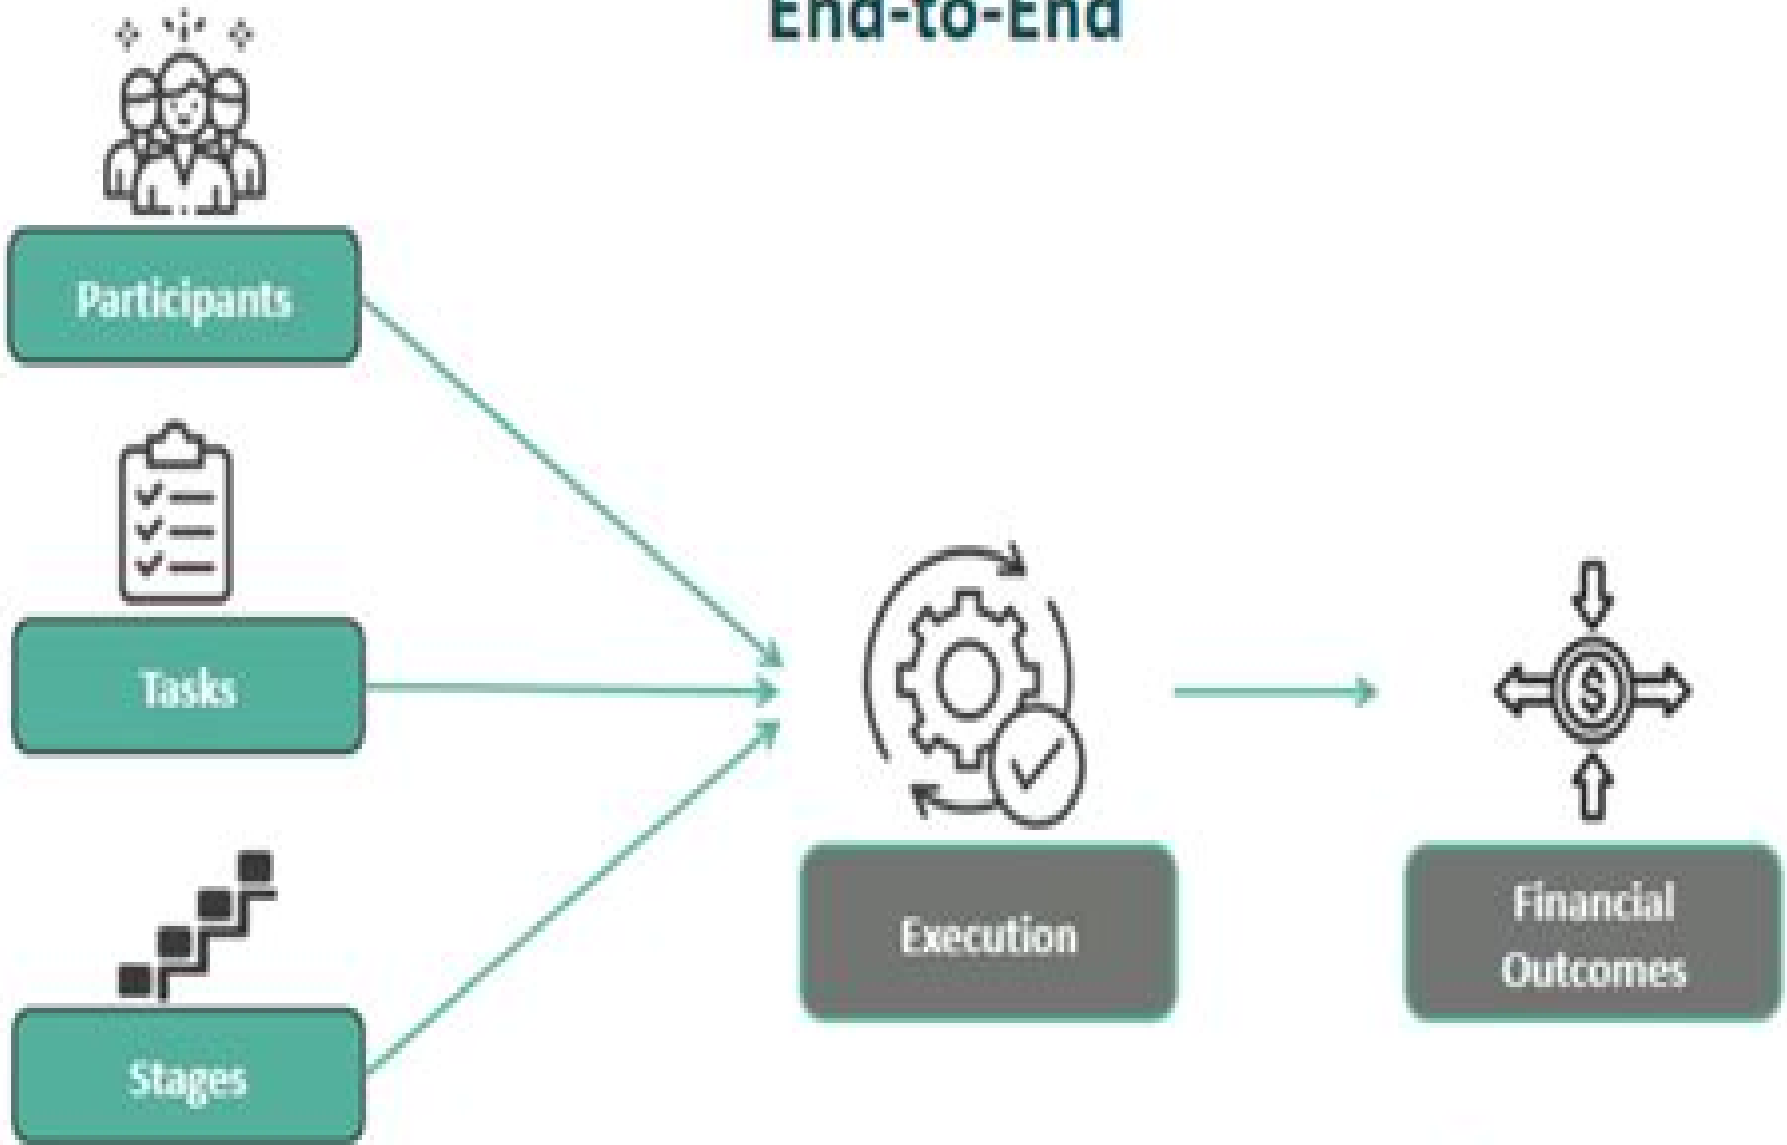 End-to-End
Participants
Tasks
Stages
Execution
Financial
Outcomes